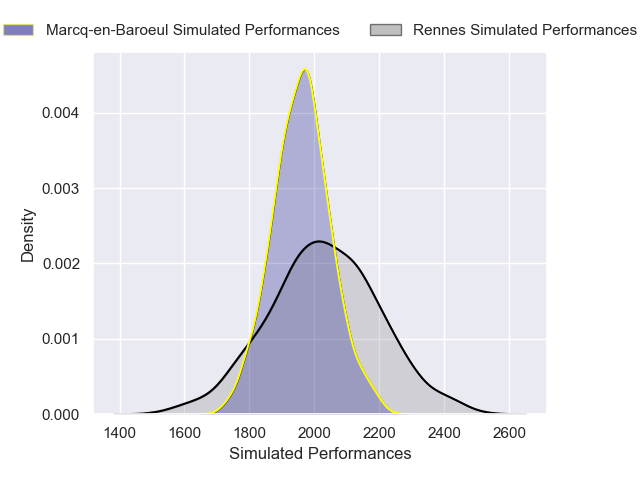 Marcq-en-Baroeul Simulated Performances
Rennes Simulated Performances
0.004
0.003
0.002
0.001
0.000
Density
1400 1600 1800 2000 2200 2400 2600
Simulated Performances